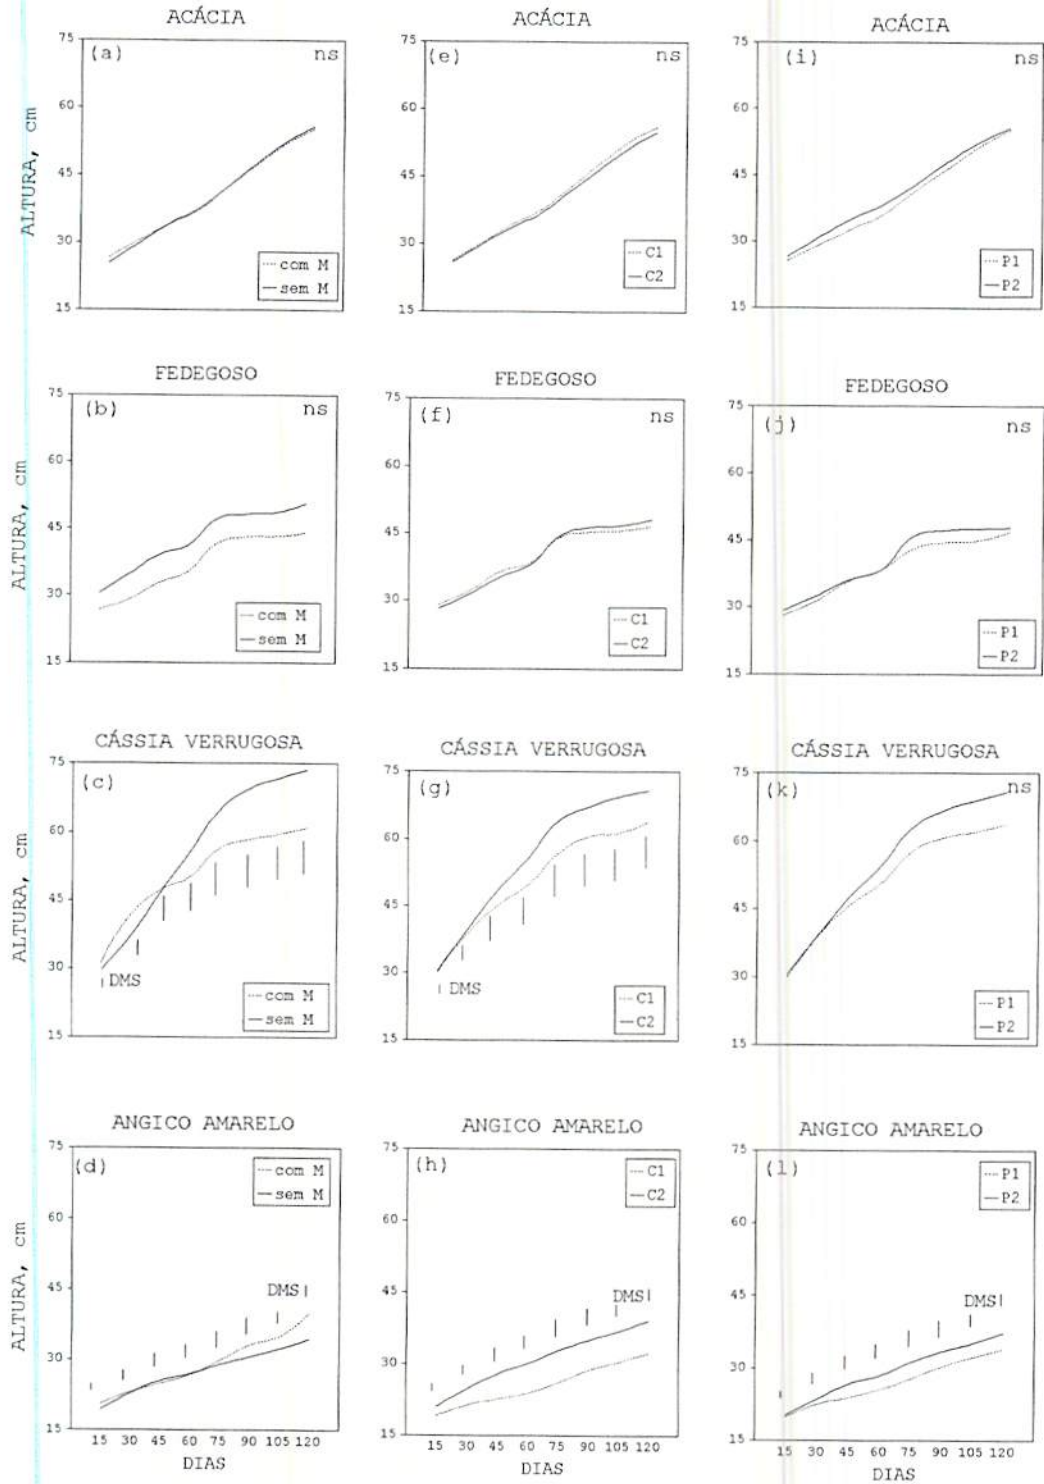 ACÁCIA
75
(a)
ns
60
45
30
15
ALTURA, cm
com M
sem M
ACÁCIA
75
(e)
ns
60
45
30
15
C1
C2
ACÁCIA
75
(i)
ns
60
45
30
15
P1
P2
FEDEGOSO
75
(b)
ns
60
45
30
15
ALTURA, cm
com M
sem M
FEDEGOSO
75
(f)
ns
60
45
30
15
C1
C2
FEDEGOSO
75
(j)
ns
60
45
30
15
P1
P2
CÁSSIA VERRUGOSA
75
(c)
60
45
30
15
ALTURA, cm
DMS
com M
sem M
CÁSSIA VERRUGOSA
75
(g)
60
45
30
15
DMS
C1
C2
CÁSSIA VERRUGOSA
75
(k)
ns
60
45
30
15
P1
P2
ANGICO AMARELO
75
(d)
com M
sem M
60
45
30
15
ALTURA, cm
DMS
15 30 45 60 75 90 105 120
DIAS
ANGICO AMARELO
75
(h)
C1
C2
60
45
30
15
DMS
15 30 45 60 75 90 105 120
DIAS
ANGICO AMARELO
75
(l)
P1
P2
60
45
30
15
DMS
15 30 45 60 75 90 105 120
DIAS